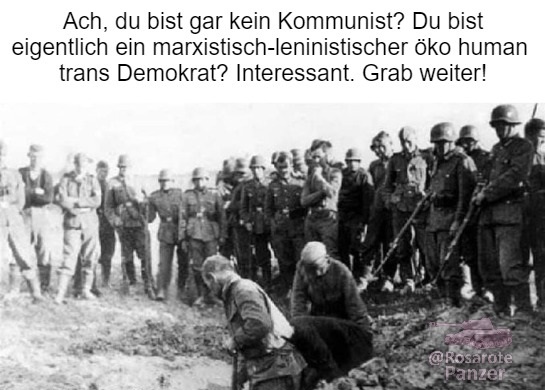 Ach, du bist gar kein Kommunist? Du bist
eigentlich ein marxistisch-leninistischer öko human
trans Demokrat? Interessant. Grab weiter!
@Rosarote
Panzer